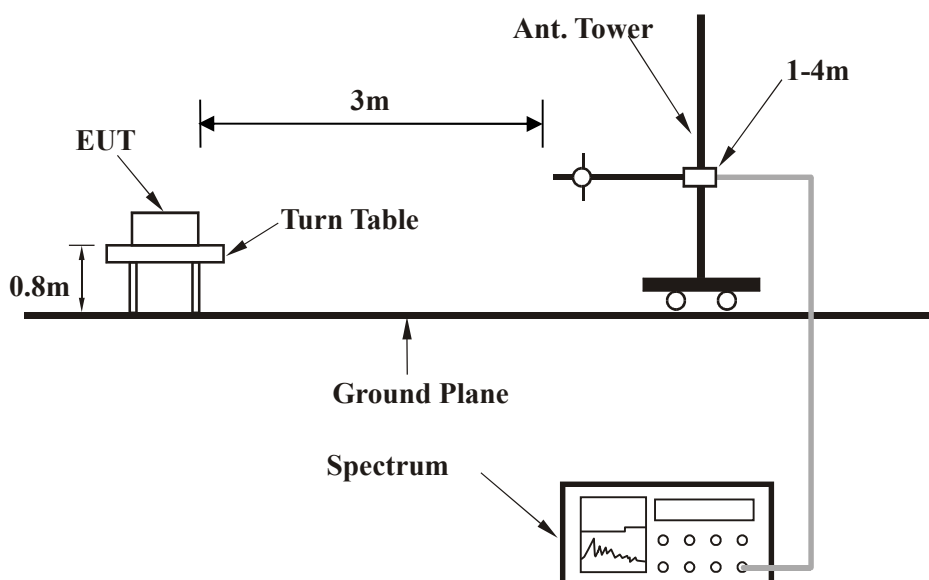 Ant. Tower
1-4m
3m
EUT
Turn Table
0.8m
Ground Plane
Spectrum